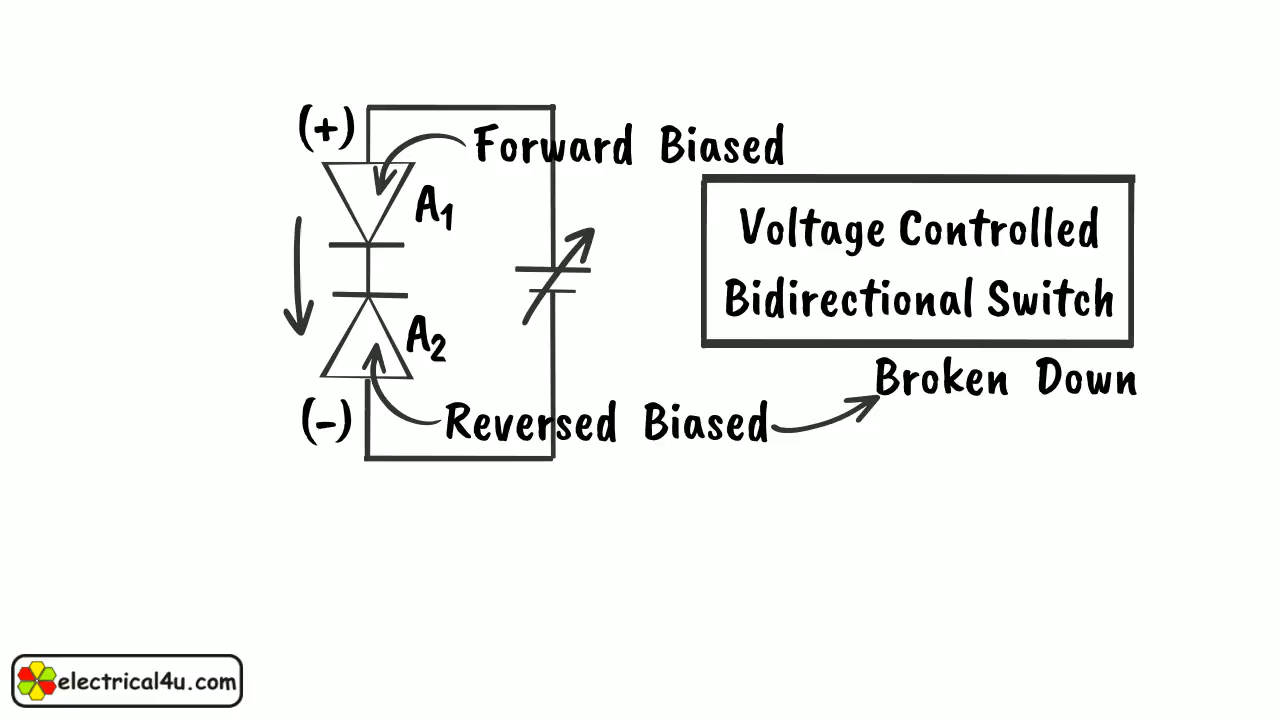 (+)
Forward Biased
A1
Voltage Controlled
Bidirectional Switch
A2
Broken Down
(-)
Reversed Biased
electrical4u.com